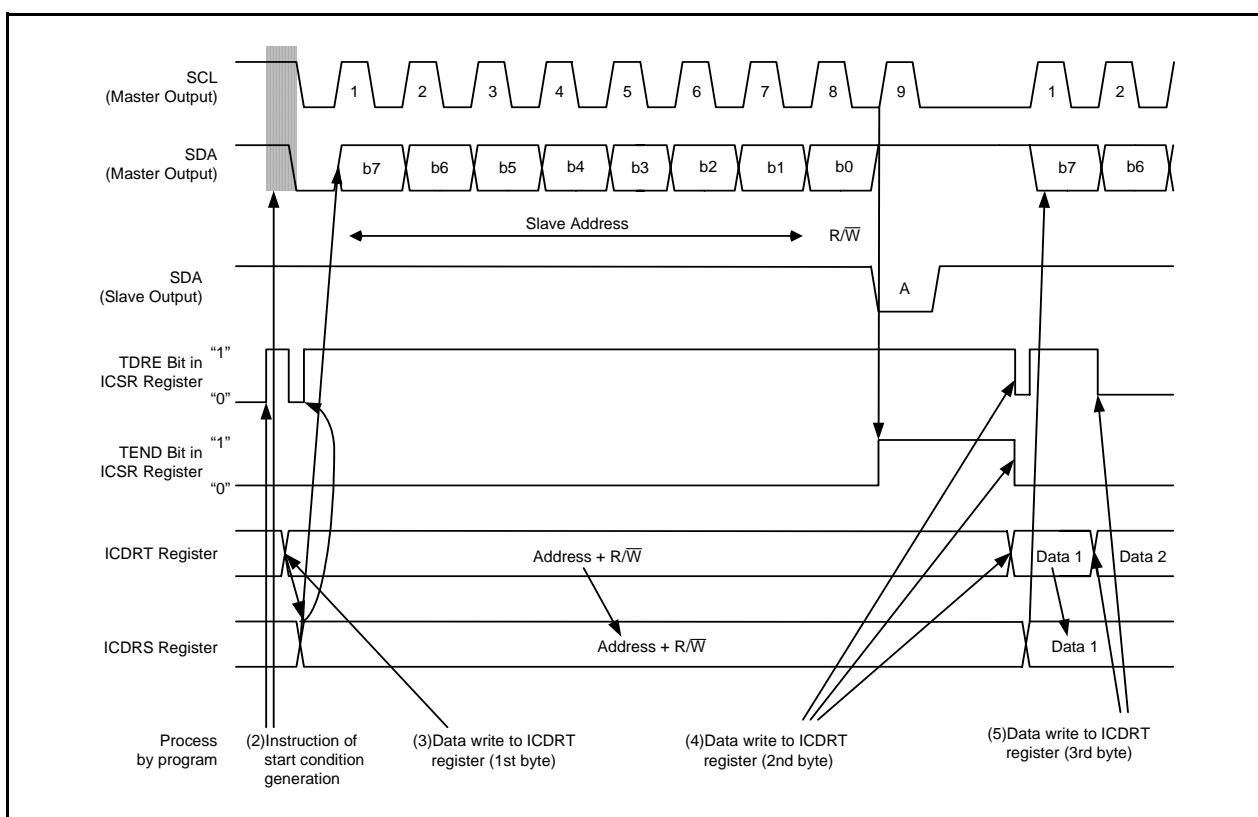 SCL
(Master Output)
1 2 3 4 5 6 7 8 9 1 2
SDA
(Master Output)
b7 b6 b5 b4 b3 b2 b1 b0 b7 b6
Slave Address R/W̅
SDA
(Slave Output)
A
TDRE Bit in
ICSR Register
"1"
"0"
TEND Bit in
ICSR Register
"1"
"0"
ICDRT Register
Address + R/W̅ Data 1 Data 2
ICDRS Register
Address + R/W̅ Data 1
Process
by program
(2)Instruction of
start condition
generation
(3)Data write to ICDRT
register (1st byte)
(4)Data write to ICDRT
register (2nd byte)
(5)Data write to ICDRT
register (3rd byte)